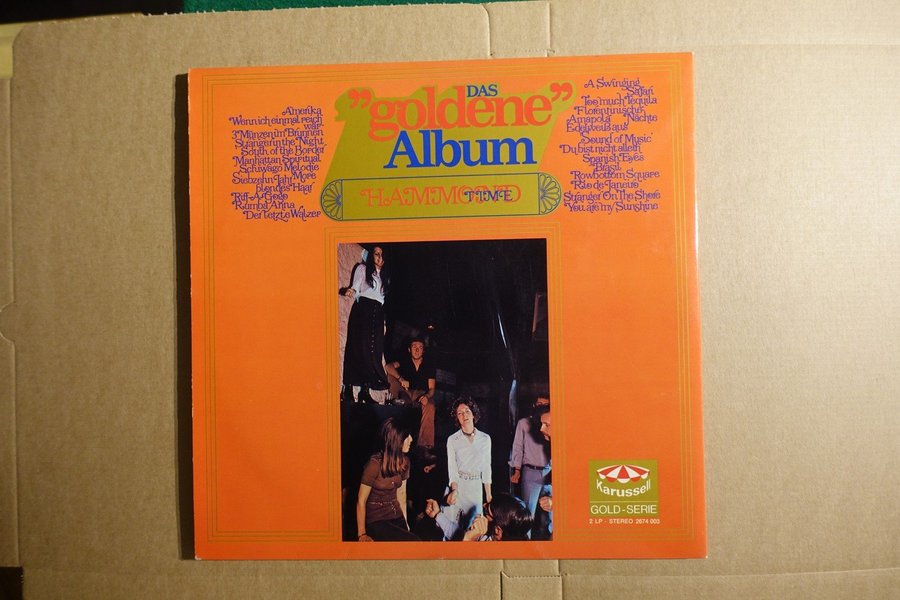 DAS
"goldene"
Album
HAMMOND
TIME
Amerika
Wenn ich einmal reich
wär
3 Münzen im Brunnen
Stranger in the Night
South of the Border
Manhattan Spiritual
Schiwago Melodie
Siebzehn Jahr More
blondes Haar
Riff-A-Gogo
Rumba Anna
Der letzte Walzer
A Swinging
Safari
Too much Tequila
Florentinische
Amapola Nächte
Edelweiß aus
Sound of Music
Du bist nicht allein
Spanish Eyes
Brasil
Rowbottom Square
Rio de Janeiro
Stranger On The Shore
You are my Sunshine
Karussell
GOLD-SERIE
2 LP - STEREO 2674 003